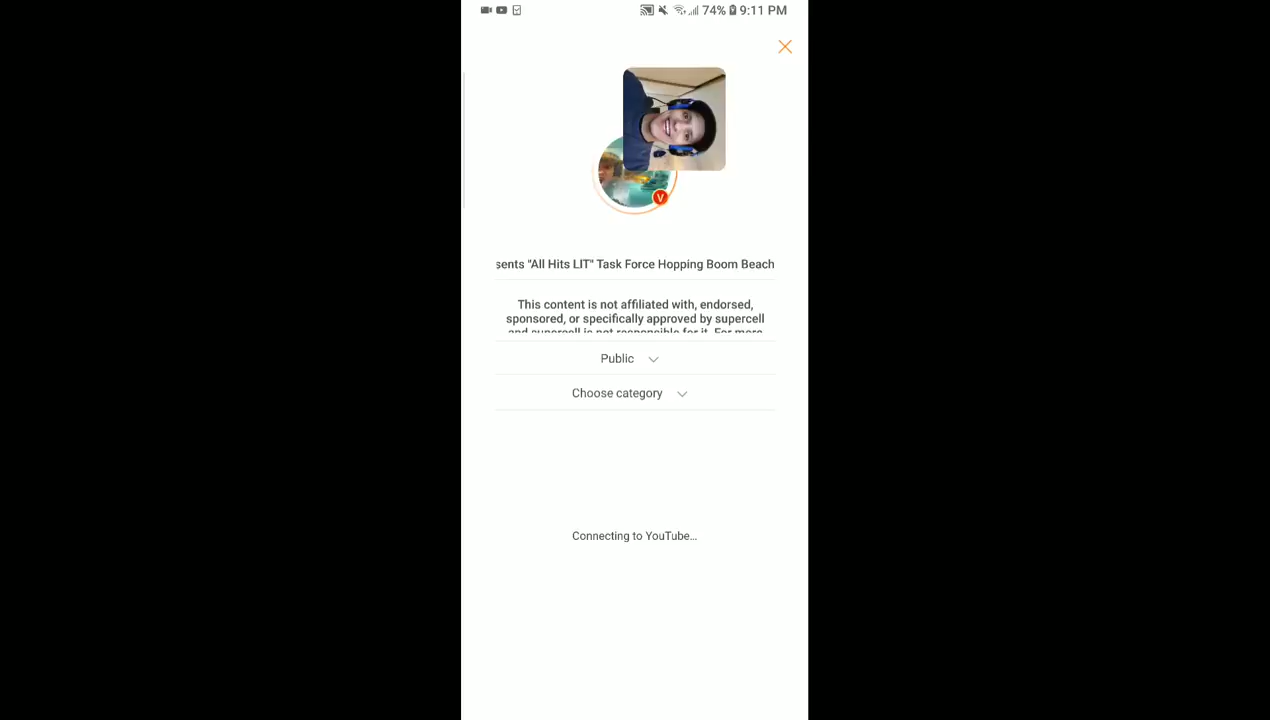 74% 9:11 PM
V
sents "All Hits LIT" Task Force Hopping Boom Beach
This content is not affiliated with, endorsed,
sponsored, or specifically approved by supercell
and supercell is not responsible for it. For more
Public
Choose category
Connecting to YouTube...